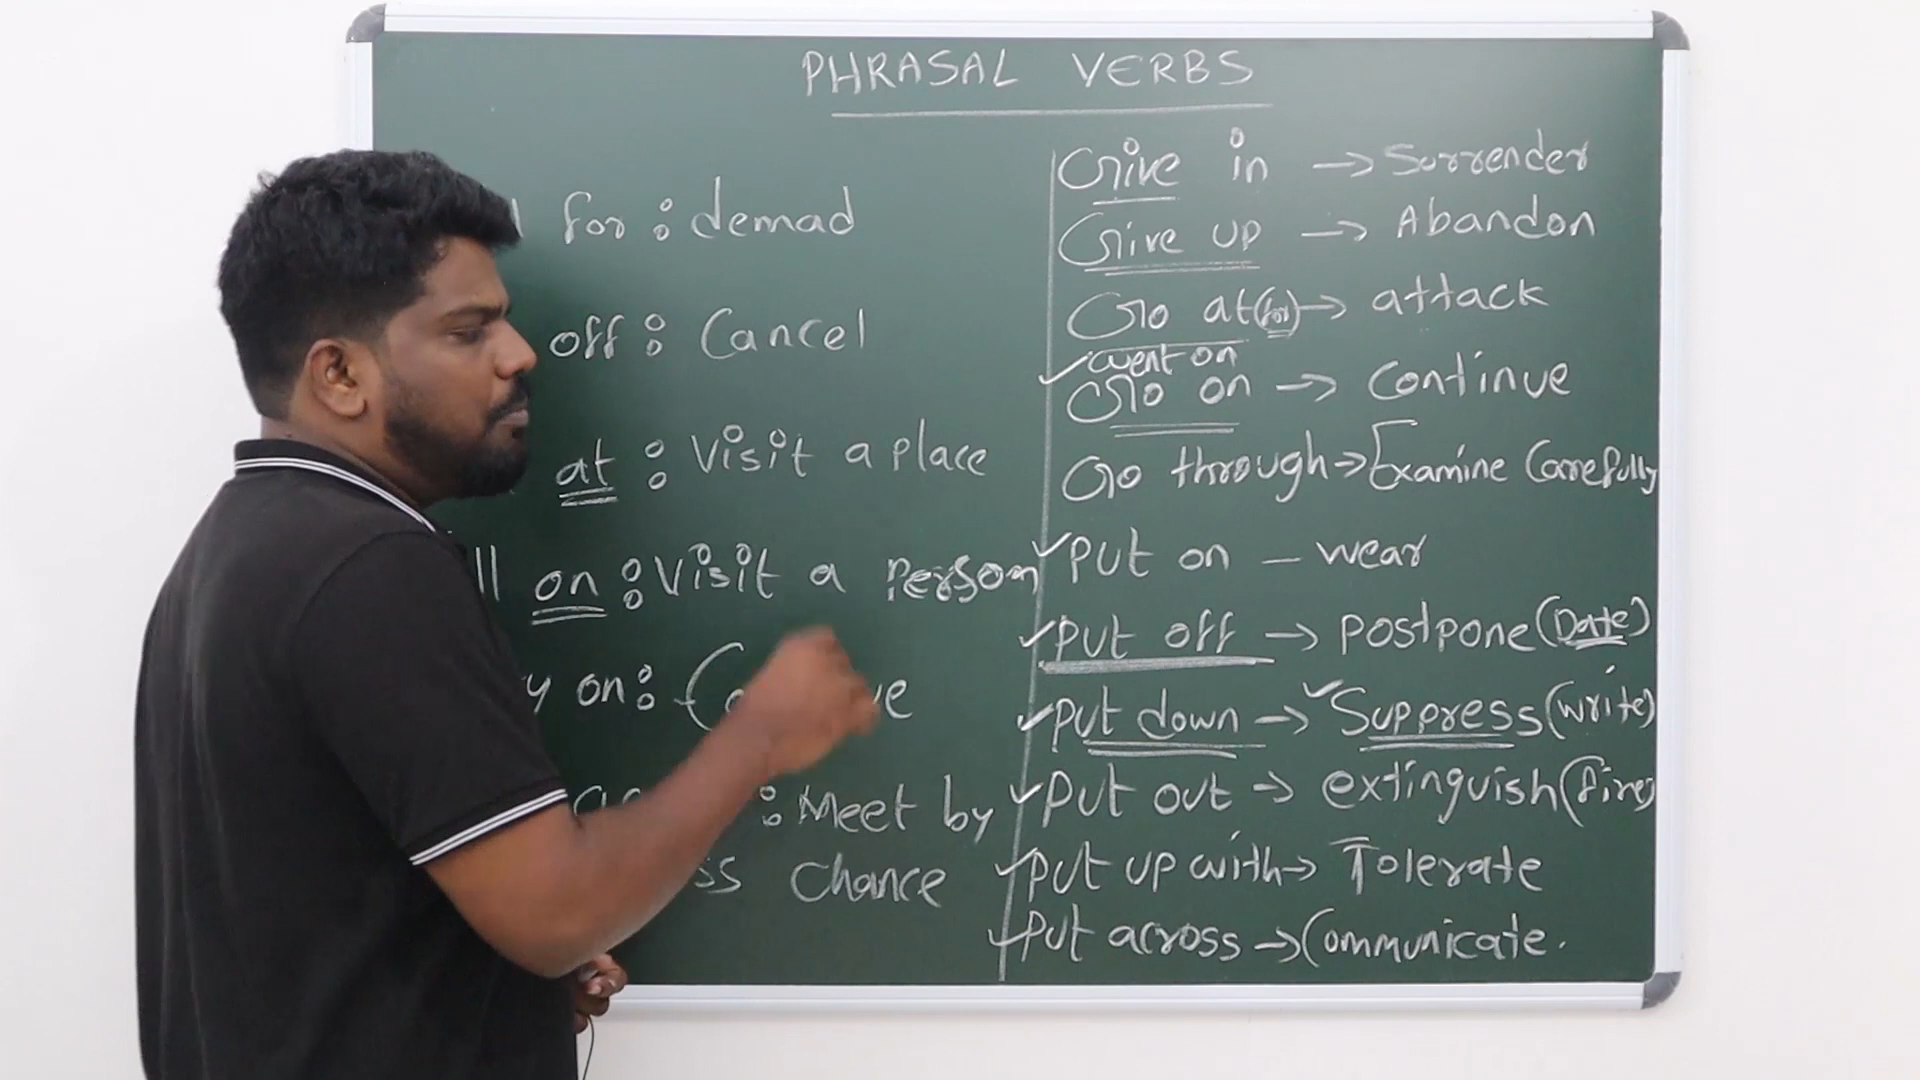 PHRASAL VERBS
for : demad
off : Cancel
at : Visit a place
on : Visit a Person
on :
: Meet by
Chance
Give in → Surrender
Give up → Abandon
Go at (for) → attack
went on
Go on → Continue
Go through → Examine Carefully
Put on – wear
Put off → Postpone (Date)
Put down → Suppress (write)
Put out → extinguish (fire)
Put up with → Tolerate
Put across → Communicate.